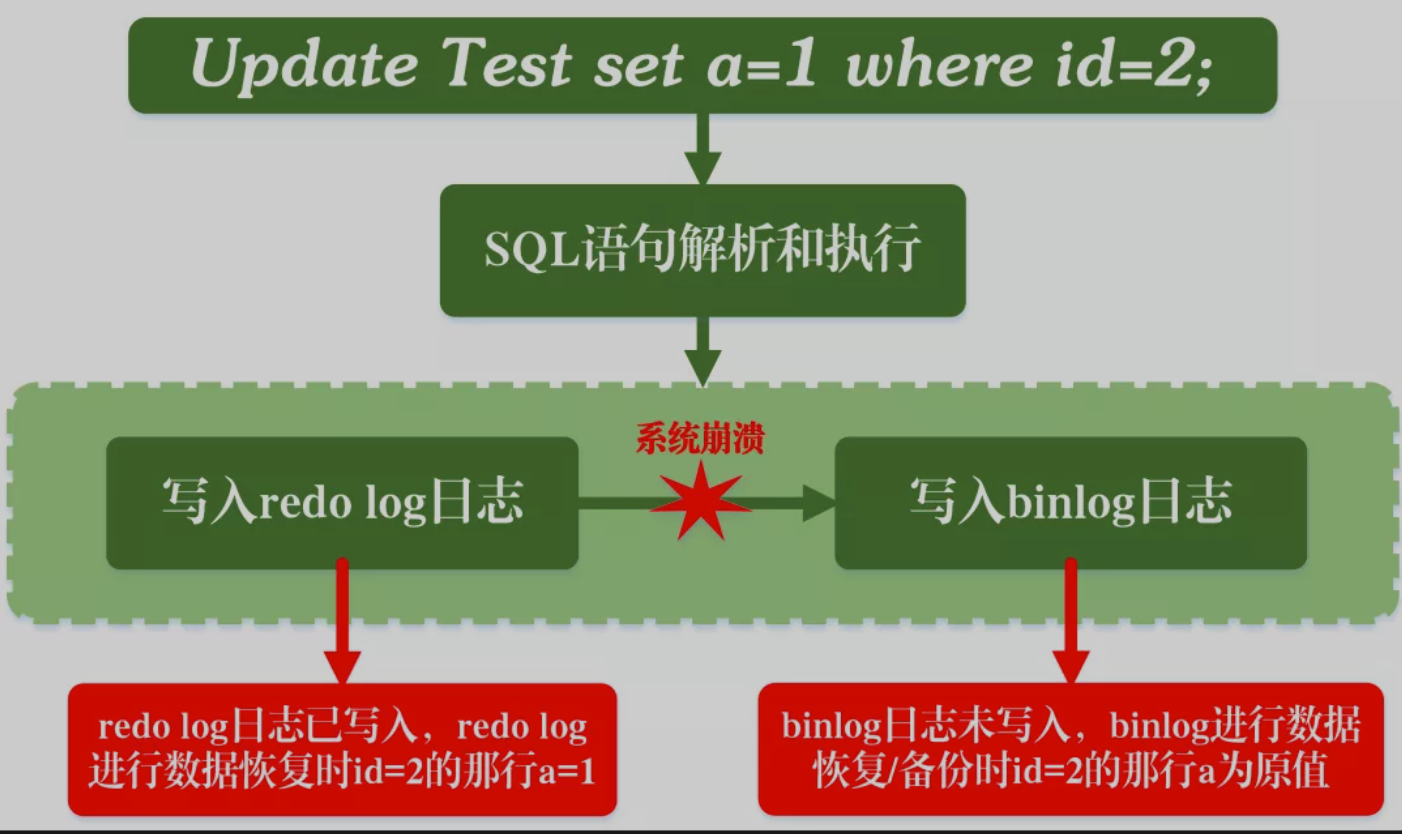 Update Test set a=1 where id=2;
SQL语句解析和执行
系统崩溃
写入redo log日志
写入binlog日志
redo log日志已写入，redo log
进行数据恢复时id=2的那行a=1
binlog日志未写入，binlog进行数据
恢复/备份时id=2的那行a为原值